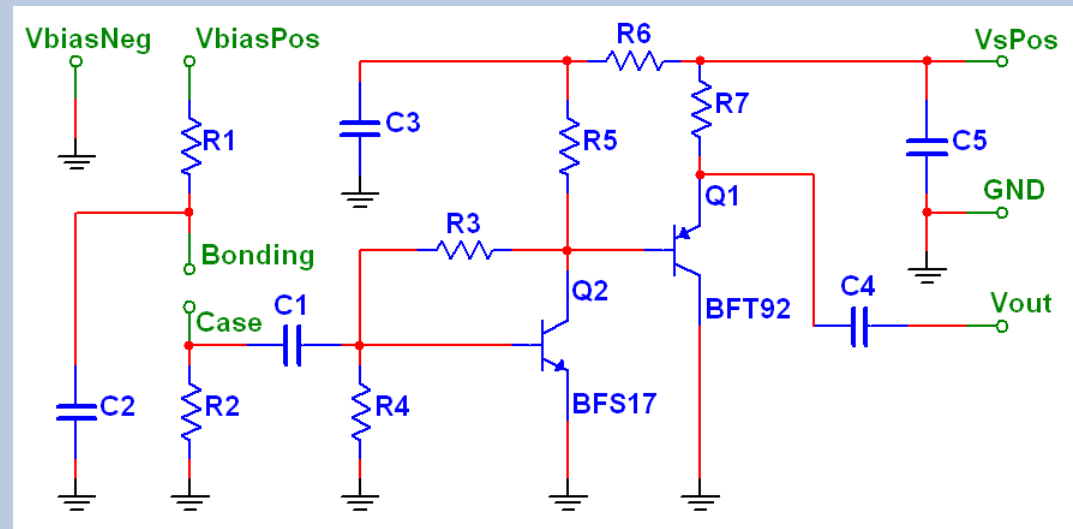 R6
VbiasNeg VbiasPos VsPos
R7
C3
R1 R5 C5
GND
Q1
R3
Bonding
Q2
C4
C1 BFT92 Vout
Case
C2 R2 R4 BFS17